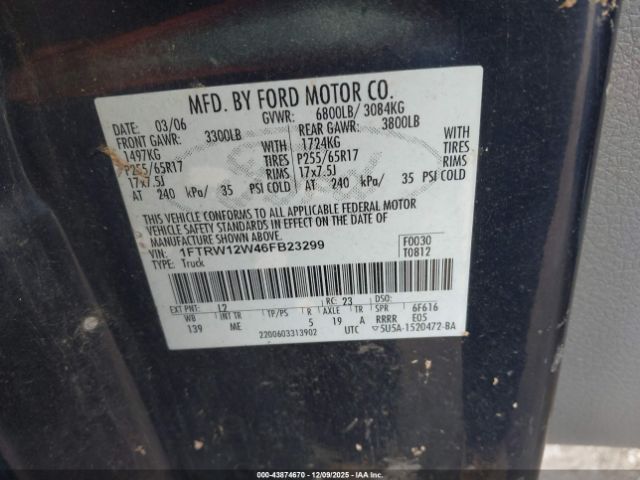 MFD. BY FORD MOTOR CO.
DATE: 03/06 GVWR: 6800LB/ 3084KG
FRONT GAWR: 3300LB WITH REAR GAWR: 3800LB WITH
1497KG TIRES 1724KG TIRES
P255/65R17 RIMS P255/65R17 RIMS
17x7.5J 17x7.5J
AT 240 kPa/ 35 PSI COLD AT 240 kPa/ 35 PSI COLD
THIS VEHICLE CONFORMS TO ALL APPLICABLE FEDERAL MOTOR
VEHICLE SAFETY STANDARDS IN EFFECT ON THE DATE OF
MANUFACTURE SHOWN ABOVE.
VIN: 1FTRW12W46FB23299 F0030
TYPE: Truck T0812
EXT PNT: L2 RC: 23 DSO:
WB INT TR TP/PS R AXLE TR SPR 6F616
139 ME 5 19 A RRRR E05
2200603313902 UTC 5U5A-1520472-BA
000-43874670 - 12/09/2025 - IAA Inc.